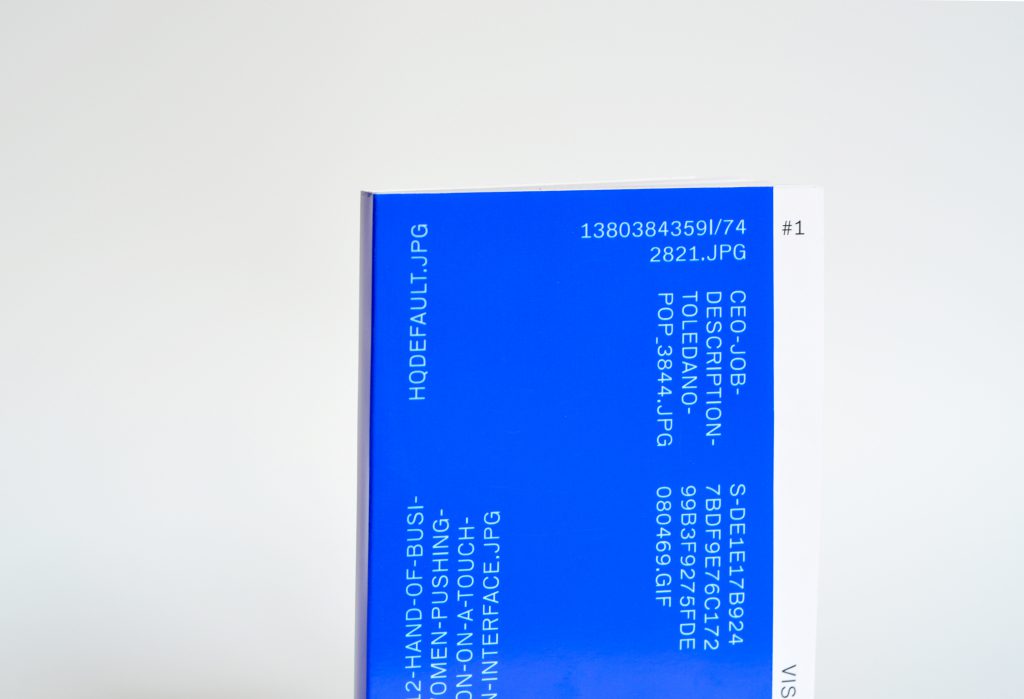 1380384359I/74
2821.JPG
#1
HQDEFAULT.JPG
CEO-JOB-
DESCRIPTION-
TOLEDANO-
POP_3844.JPG
S-DE1E17B924
7BDF9E76C172
99B3F9275FDE
080469.GIF
12-HAND-OF-BUSI-
OMEN-PUSHING-
ON-ON-A-TOUCH-
N-INTERFACE.JPG
VIS